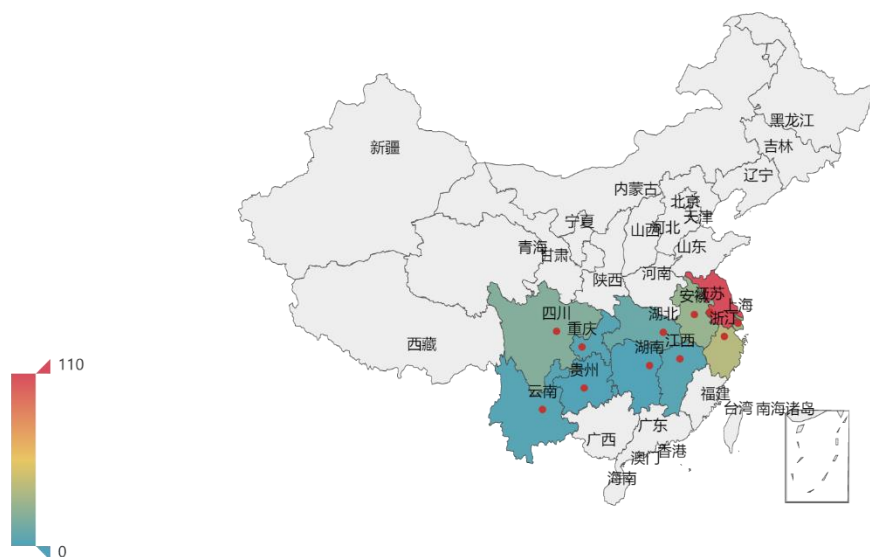 黑龙江
吉林
新疆
辽宁
内蒙古
北京
天津
宁夏
山西
河北
山东
青海
甘肃
河南
陕西
江苏
安徽
上海
四川
湖北
浙江
重庆
西藏
湖南
江西
110
贵州
云南
福建
台湾
南海诸岛
广东
广西
香港
澳门
海南
0